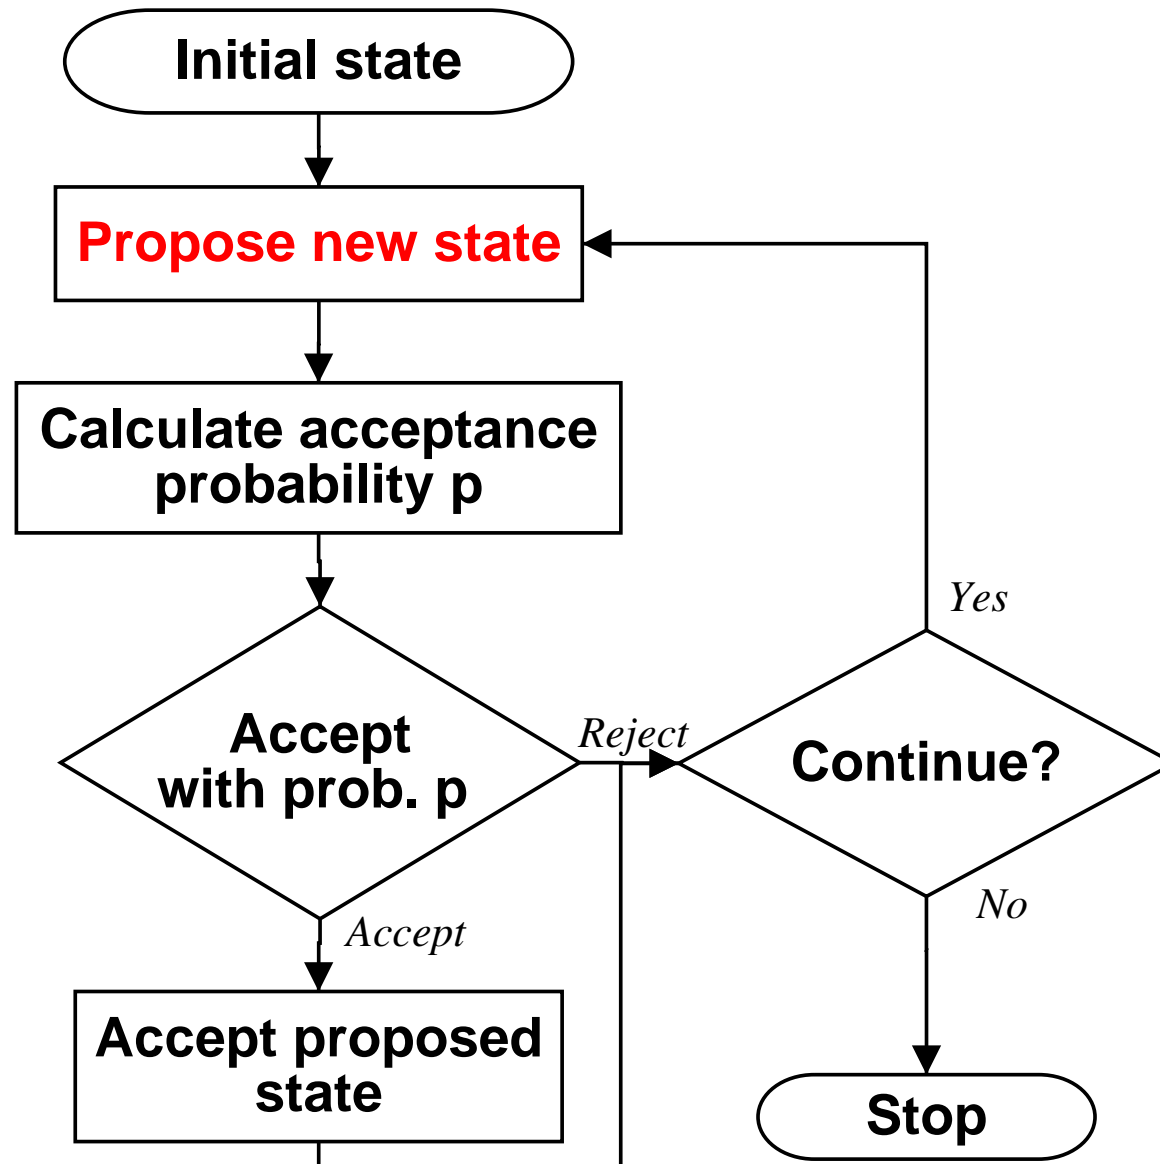 Initial state
Propose new state
Calculate acceptance
probability p
Accept
with prob. p
Reject
Accept
Accept proposed
state
Continue?
Yes
No
Stop